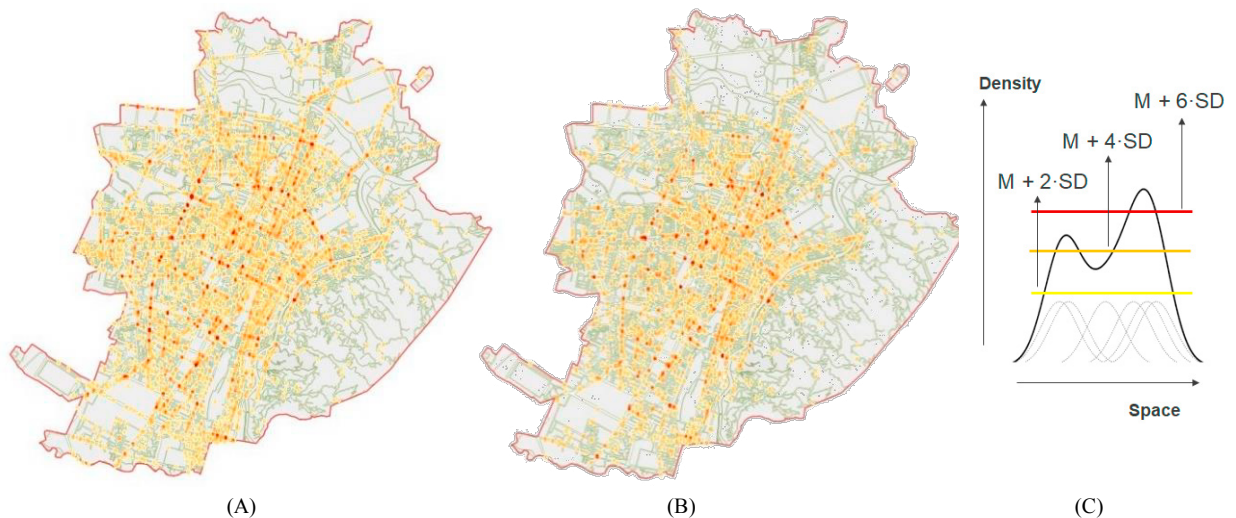 Density
M + 6·SD
M + 4·SD
M + 2·SD
Space
(A)
(B)
(C)